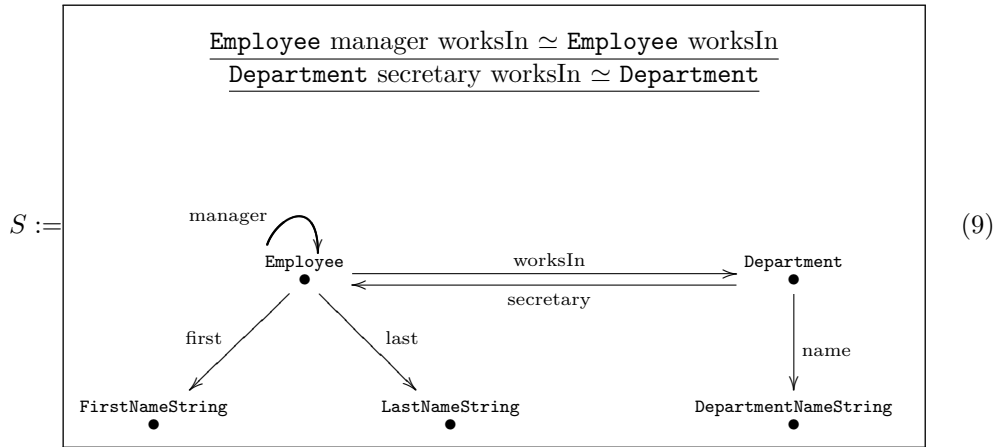 Employee manager worksIn ≃ Employee worksIn
Department secretary worksIn ≃ Department
S :=
(9)
manager
Employee
worksIn
Department
secretary
first
last
name
FirstNameString
LastNameString
DepartmentNameString